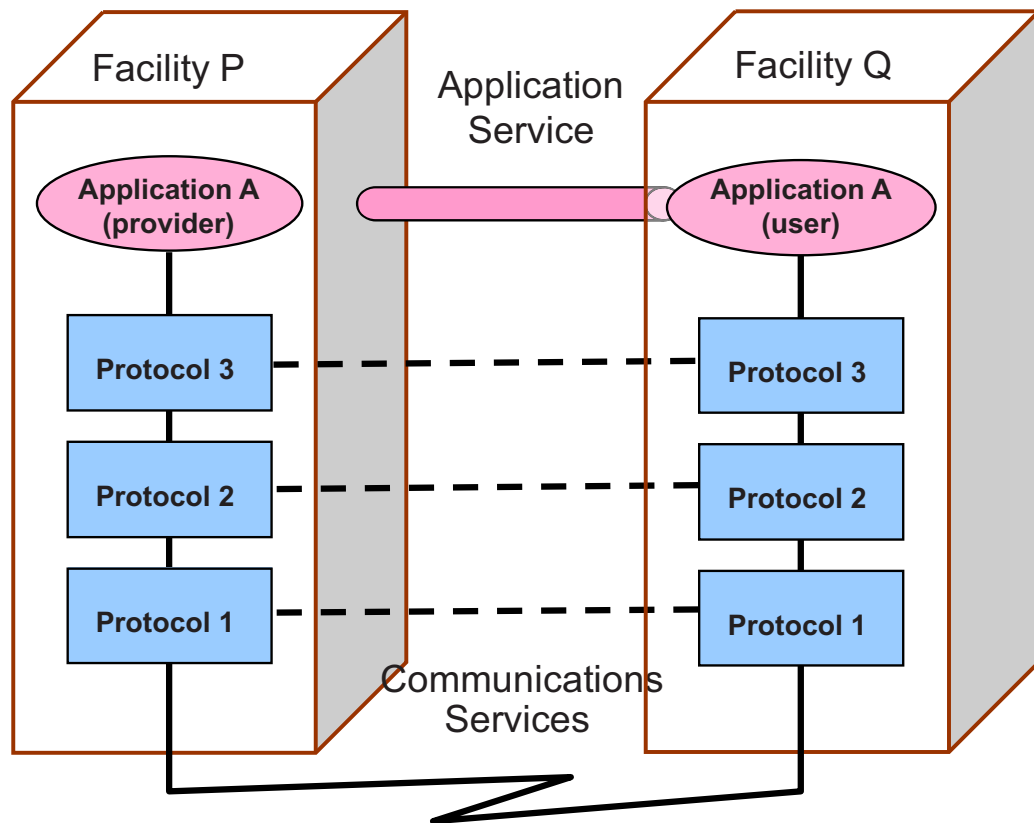 Facility P
Facility Q
Application
Service
Application A
(provider)
Application A
(user)
Protocol 3
Protocol 3
Protocol 2
Protocol 2
Protocol 1
Protocol 1
Communications
Services